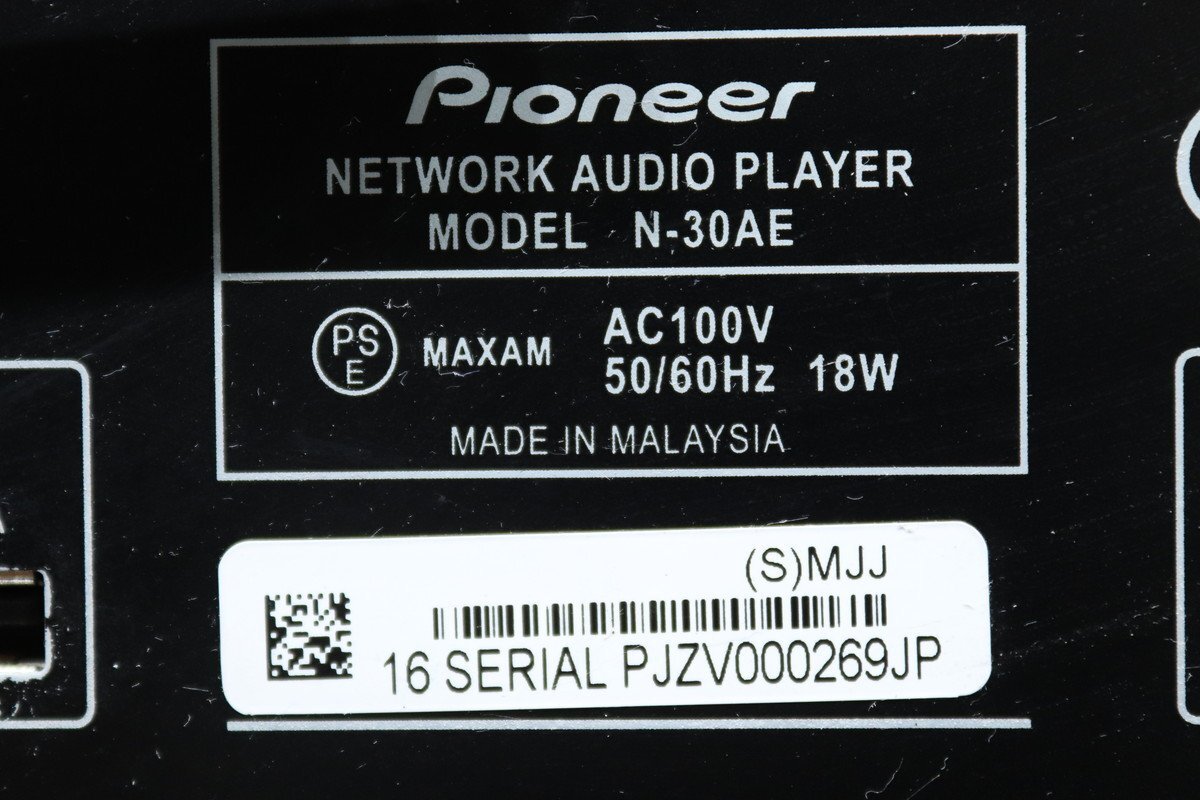 Pioneer
NETWORK AUDIO PLAYER
MODEL N-30AE
PS
E
MAXAM
AC100V
50/60Hz 18W
MADE IN MALAYSIA
(S)MJJ
16 SERIAL PJZV000269JP